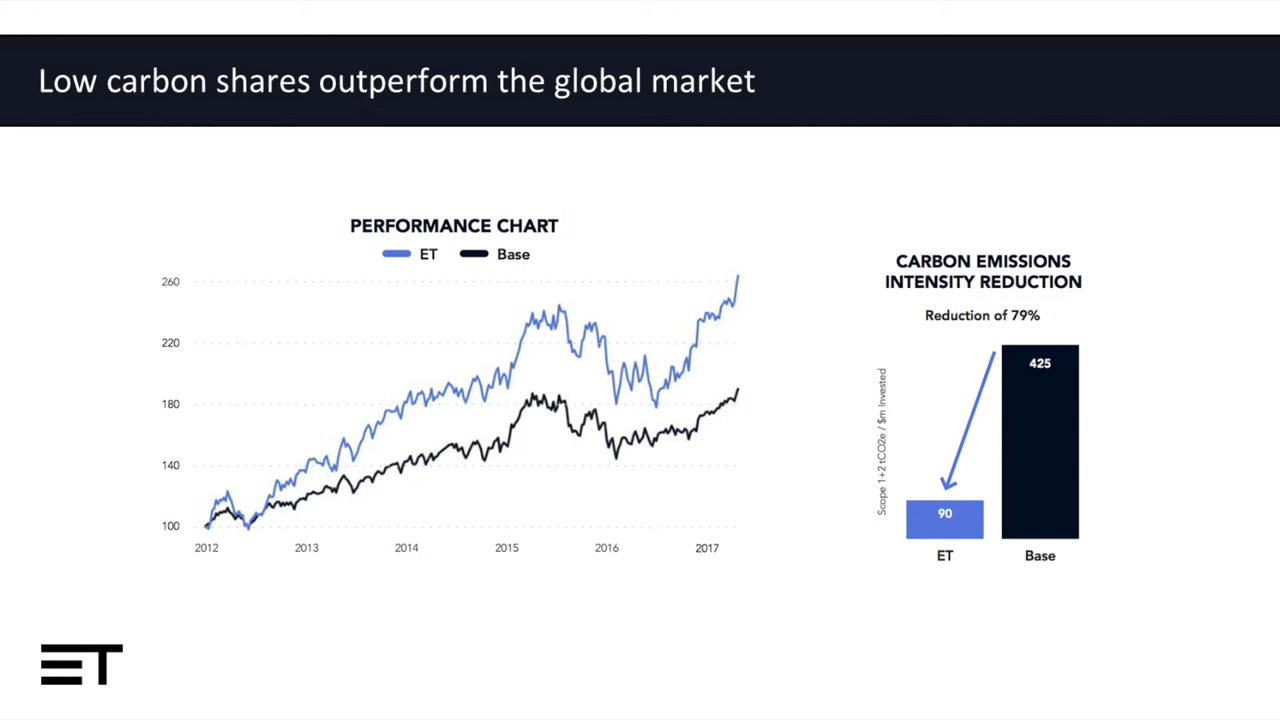 Low carbon shares outperform the global market
PERFORMANCE CHART
ET Base
260
220
180
140
100
2012 2013 2014 2015 2016 2017
CARBON EMISSIONS
INTENSITY REDUCTION
Reduction of 79%
Scope 1+2 tCO2e / $m Invested
425
90
ET Base
ET